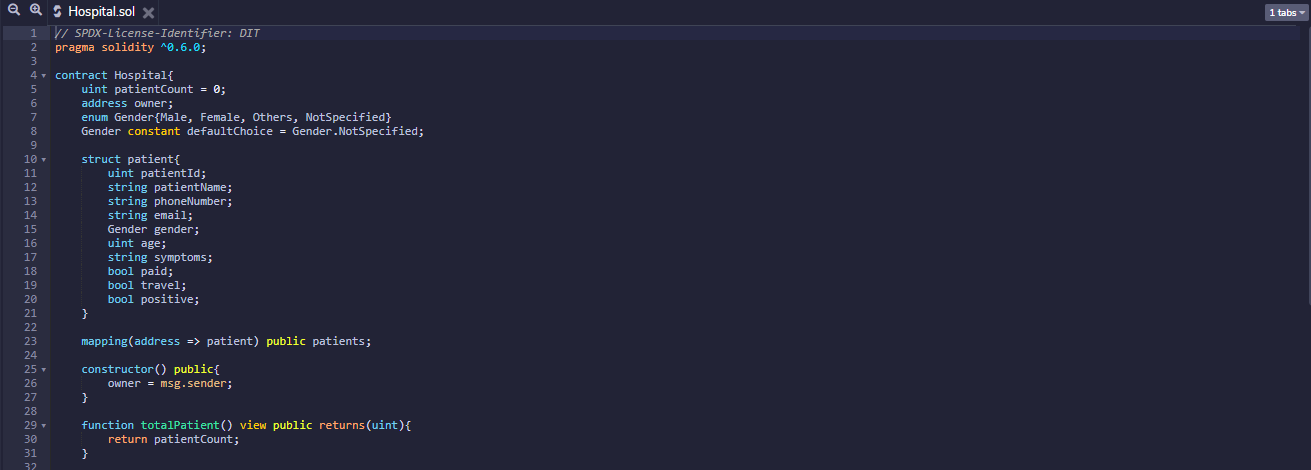 Hospital.sol
1 tabs
1 // SPDX-License-Identifier: DIT
2 pragma solidity ^0.6.0;
3
4 contract Hospital{
5     uint patientCount = 0;
6     address owner;
7     enum Gender{Male, Female, Others, NotSpecified}
8     Gender constant defaultChoice = Gender.NotSpecified;
9
10     struct patient{
11         uint patientId;
12         string patientName;
13         string phoneNumber;
14         string email;
15         Gender gender;
16         uint age;
17         string symptoms;
18         bool paid;
19         bool travel;
20         bool positive;
21     }
22
23     mapping(address => patient) public patients;
24
25     constructor() public{
26         owner = msg.sender;
27     }
28
29     function totalPatient() view public returns(uint){
30         return patientCount;
31     }
32